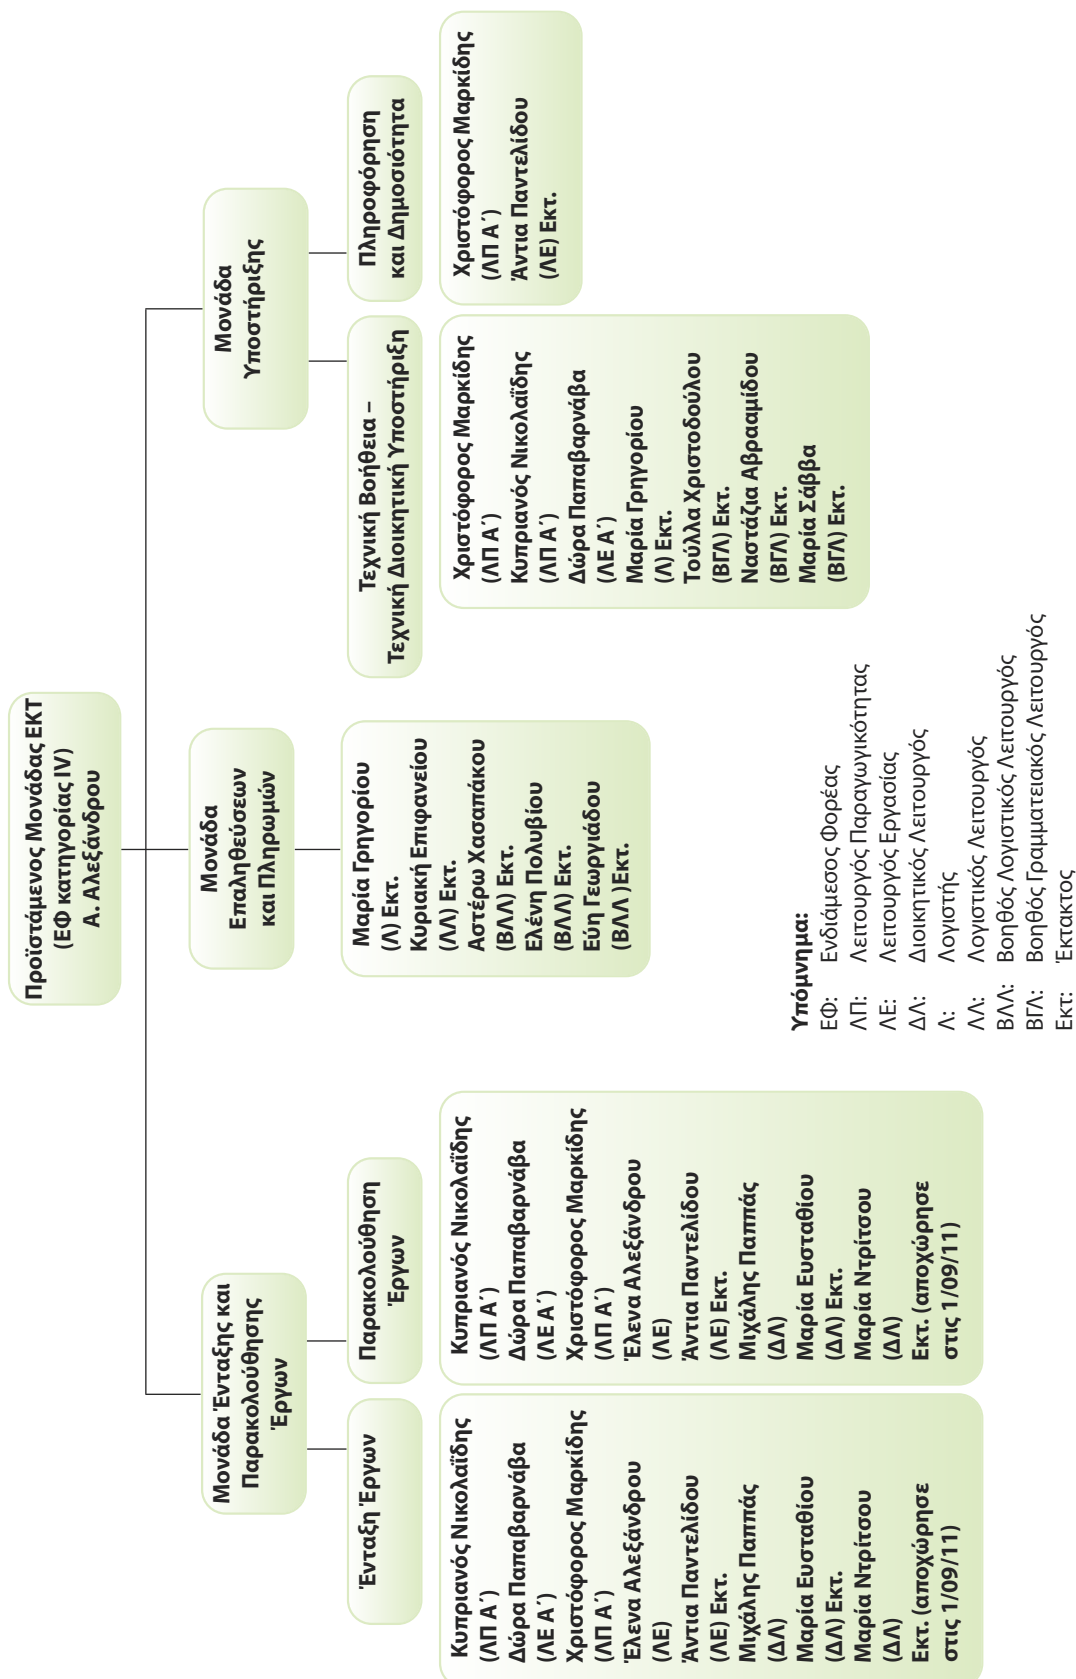 Προϊστάμενος Μονάδας ΕΚΤ
(ΕΦ κατηγορίας IV)
Α. Αλεξάνδρου
Μονάδα Ένταξης και
Παρακολούθησης
Έργων
Ένταξη Έργων
Κυπριανός Νικολαΐδης
(ΛΠ Α΄)
Δώρα Παπαβαρνάβα
(ΛΕ Α΄)
Χριστόφορος Μαρκίδης
(ΛΠ Α΄)
Έλενα Αλεξάνδρου
(ΛΕ)
Άντια Παντελίδου
(ΛΕ) Εκτ.
Μιχάλης Παππάς
(ΔΛ)
Μαρία Ευσταθίου
(ΔΛ) Εκτ.
Μαρία Ντρίτσου
(ΔΛ)
Εκτ. (αποχώρησε
στις 1/09/11)
Παρακολούθηση
Έργων
Κυπριανός Νικολαΐδης
(ΛΠ Α΄)
Δώρα Παπαβαρνάβα
(ΛΕ Α΄)
Χριστόφορος Μαρκίδης
(ΛΠ Α΄)
Έλενα Αλεξάνδρου
(ΛΕ)
Άντια Παντελίδου
(ΛΕ) Εκτ.
Μιχάλης Παππάς
(ΔΛ)
Μαρία Ευσταθίου
(ΔΛ) Εκτ.
Μαρία Ντρίτσου
(ΔΛ)
Εκτ. (αποχώρησε
στις 1/09/11)
Μονάδα
Επαληθεύσεων
και Πληρωμών
Μαρία Γρηγορίου
(Λ) Εκτ.
Κυριακή Επιφανείου
(ΛΛ) Εκτ.
Αστέρω Χασαπάκου
(ΒΛΛ) Εκτ.
Ελένη Πολυβίου
(ΒΛΛ) Εκτ.
Εύη Γεωργιάδου
(ΒΛΛ )Εκτ.
Μονάδα
Υποστήριξης
Τεχνική Βοήθεια –
Τεχνική Διοικητική Υποστήριξη
Χριστόφορος Μαρκίδης
(ΛΠ Α΄)
Κυπριανός Νικολαΐδης
(ΛΠ Α΄)
Δώρα Παπαβαρνάβα
(ΛΕ Α΄)
Μαρία Γρηγορίου
(Λ) Εκτ.
Τούλλα Χριστοδούλου
(ΒΓΛ) Εκτ.
Ναστάζια Αβρααμίδου
(ΒΓΛ) Εκτ.
Μαρία Σάββα
(ΒΓΛ) Εκτ.
Πληροφόρηση
και Δημοσιότητα
Χριστόφορος Μαρκίδης
(ΛΠ Α΄)
Άντια Παντελίδου
(ΛΕ) Εκτ.
Υπόμνημα:
ΕΦ: Ενδιάμεσος Φορέας
ΛΠ: Λειτουργός Παραγωγικότητας
ΛΕ: Λειτουργός Εργασίας
ΔΛ: Διοικητικός Λειτουργός
Λ: Λογιστής
ΛΛ: Λογιστικός Λειτουργός
ΒΛΛ: Βοηθός Λογιστικός Λειτουργός
ΒΓΛ: Βοηθός Γραμματειακός Λειτουργός
Εκτ: Έκτακτος